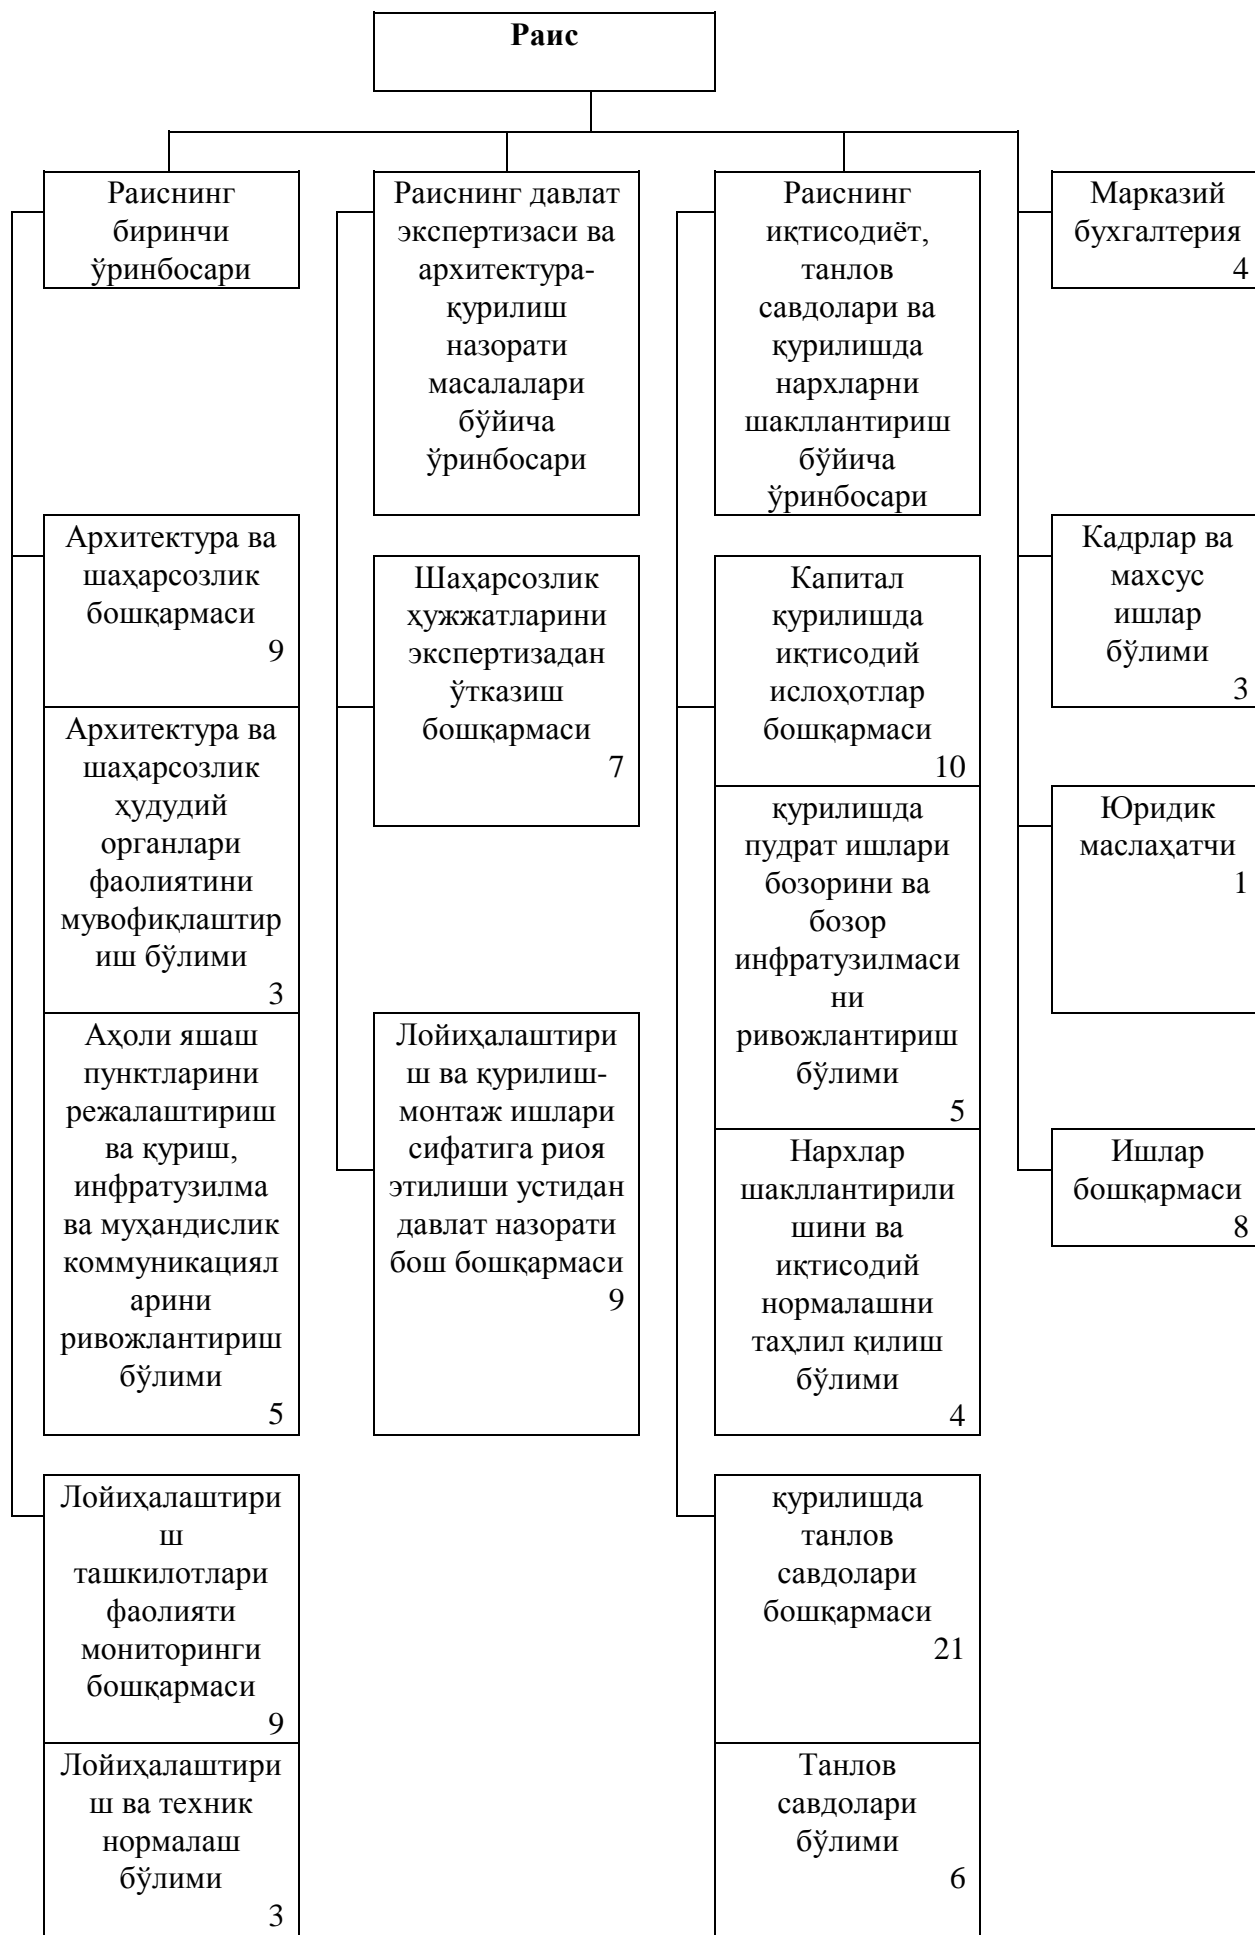 Раис
Раиснинг
биринчи
ўринбосари
Раиснинг давлат
экспертизаси ва
архитектура-
қурилиш
назорати
масалалари
бўйича
ўринбосари
Раиснинг
иқтисодиёт,
танлов
савдолари ва
қурилишда
нархларни
шакллантириш
бўйича
ўринбосари
Марказий
бухгалтерия
4
Архитектура ва
шаҳарсозлик
бошқармаси
9
Архитектура ва
шаҳарсозлик
ҳудудий
органлари
фаолиятини
мувофиқлаштир
иш бўлими
3
Аҳоли яшаш
пунктларини
режалаштириш
ва қуриш,
инфратузилма
ва муҳандислик
коммуникациял
арини
ривожлантириш
бўлими
5
Шаҳарсозлик
ҳужжатларини
экспертизадан
ўтказиш
бошқармаси
7
Лойиҳалаштири
ш ва қурилиш-
монтаж ишлари
сифатига риоя
этилиши устидан
давлат назорати
бош бошқармаси
9
Капитал
қурилишда
иқтисодий
ислоҳотлар
бошқармаси
10
қурилишда
пудрат ишлари
бозорини ва
бозор
инфратузилмаси
ни
ривожлантириш
бўлими
5
Нархлар
шакллантирили
шини ва
иқтисодий
нормалашни
таҳлил қилиш
бўлими
4
Кадрлар ва
махсус
ишлар
бўлими
3
Юридик
маслаҳатчи
1
Ишлар
бошқармаси
8
Лойиҳалаштири
ш
ташкилотлари
фаолияти
мониторинги
бошқармаси
9
Лойиҳалаштири
ш ва техник
нормалаш
бўлими
3
қурилишда
танлов
савдолари
бошқармаси
21
Танлов
савдолари
бўлими
6